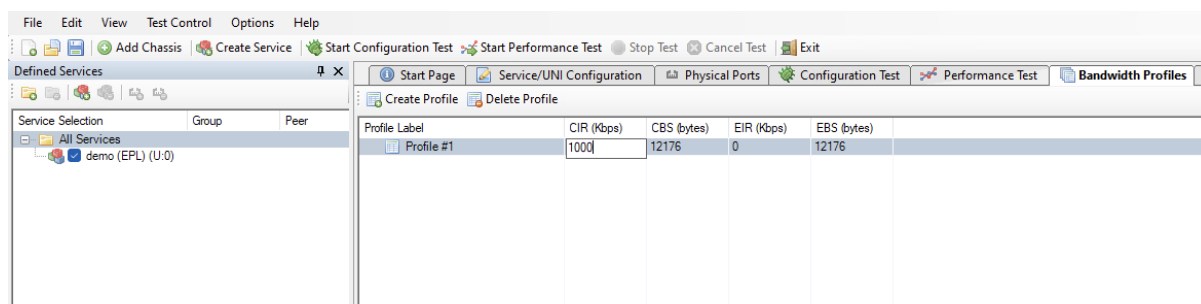 File Edit View Test Control Options Help
Add Chassis Create Service Start Configuration Test Start Performance Test Stop Test Cancel Test Exit
Defined Services
Start Page Service/UNI Configuration Physical Ports Configuration Test Performance Test Bandwidth Profiles
Create Profile Delete Profile
Service Selection Group Peer
Profile Label CIR (Kbps) CBS (bytes) EIR (Kbps) EBS (bytes)
All Services
Profile #1 1000 12176 0 12176
demo (EPL) (U:0)